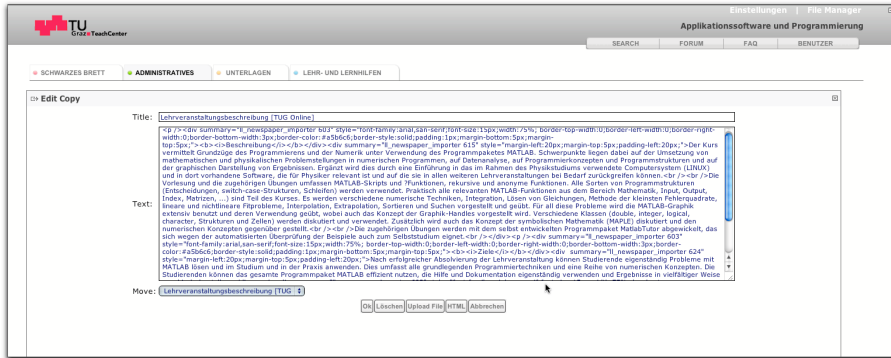 Einstellungen | File Manager
TU
Graz TeachCenter
Applikationssoftware und Programmierung
SEARCH FORUM FAQ BENUTZER
SCHWARZES BRETT ADMINISTRATIVES UNTERLAGEN LEHR- UND LERNHILFEN
Edit Copy
Title: Lehrveranstaltungsbeschreibung [TUG Online]
<p /><div summary="ll_newspaper_importer 603" style="font-family:arial,san-serif;font-size:15px;width:75%; border-top-width:0;border-left-width:0;border-right-
width:0;border-bottom-width:3px;border-color:#a5b6c6;border-style:solid;padding:1px;margin-bottom:5px;margin-
top:5px;"><b><i>Beschreibung</i></b></div><div summary="ll_newspaper_importer 615" style="margin-left:20px;margin-top:5px;padding-left:20px;">Der Kurs
vermittelt Grundzüge des Programmierens und der Numerik unter Verwendung des Programmpaketes MATLAB. Schwerpunkte liegen dabei auf der Umsetzung von
mathematischen und physikalischen Problemstellungen in numerischen Programmen, auf Datenanalyse, auf Programmierkonzepten und Programmstrukturen und auf
der graphischen Darstellung von Ergebnissen. Ergänzt wird dies durch eine Einführung in das im Rahmen des Physikstudiums verwendete Computersystem (LINUX)
und in dort vorhandene Software, die für Physiker relevant ist und auf die sie in allen weiteren Lehrveranstaltungen bei Bedarf zurückgreifen können.<br /><br />Die
Vorlesung und die zugehörigen Übungen umfassen MATLAB-Skripts und ?Funktionen, rekursive und anonyme Funktionen. Alle Sorten von Programmstrukturen
(Entscheidungen, switch-case-Strukturen, Schleifen) werden verwendet. Praktisch alle relevanten MATLAB-Funktionen aus dem Bereich Mathematik, Input, Output,
Index, Matrizen, ...) sind Teil des Kurses. Es werden verschiedene numerische Techniken, Integration, Lösen von Gleichungen, Methode der kleinsten Fehlerquadrate,
lineare und nichtlineare Fitprobleme, Interpolation, Extrapolation, Sortieren und Suchen vorgestellt und geübt. Für all diese Probleme wird die MATLAB-Graphik
extensiv benutzt und deren Verwendung geübt, wobei auch das Konzept der Graphik-Handles vorgestellt wird. Verschiedene Klassen (double, integer, logical,
character, Strukturen und Zellen) werden diskutiert und verwendet. Zusätzlich wird auch das Konzept der symbolischen Mathematik (MAPLE) diskutiert und den
numerischen Konzepten gegenüber gestellt.<br /><br />Die zugehörigen Übungen werden mit dem selbst entwickelten Programmpaket MatlabTutor abgewickelt, das
sich wegen der automatisierten Überprüfung der Beispiele auch zum Selbststudium eignet.<br /></div><p /><div summary="ll_newspaper_importer 603"
style="font-family:arial,san-serif;font-size:15px;width:75%; border-top-width:0;border-left-width:0;border-right-width:0;border-bottom-width:3px;border-
color:#a5b6c6;border-style:solid;padding:1px;margin-bottom:5px;margin-top:5px;"><b><i>Ziele</i></b></div><div summary="ll_newspaper_importer 624"
Text: style="margin-left:20px;margin-top:5px;padding-left:20px;">Nach erfolgreicher Absolvierung der Lehrveranstaltung können Studierende eigenständig Probleme mit
MATLAB lösen und im Studium und in der Praxis anwenden. Dies umfasst alle grundlegenden Programmiertechniken und eine Reihe von numerischen Konzepten. Die
Studierenden können das gesamte Programmpaket MATLAB effizient nutzen, die Hilfe und Dokumentation eigenständig verwenden und Ergebnisse in vielfältiger Weise
Move: Lehrveranstaltungsbeschreibung [TUG
Ok Löschen Upload File HTML Abbrechen